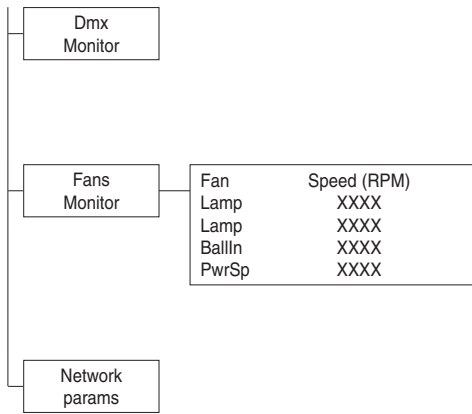 Dmx
Monitor
Fans
Monitor
Fan Speed (RPM)
Lamp XXXX
Lamp XXXX
BallIn XXXX
PwrSp XXXX
Network
params